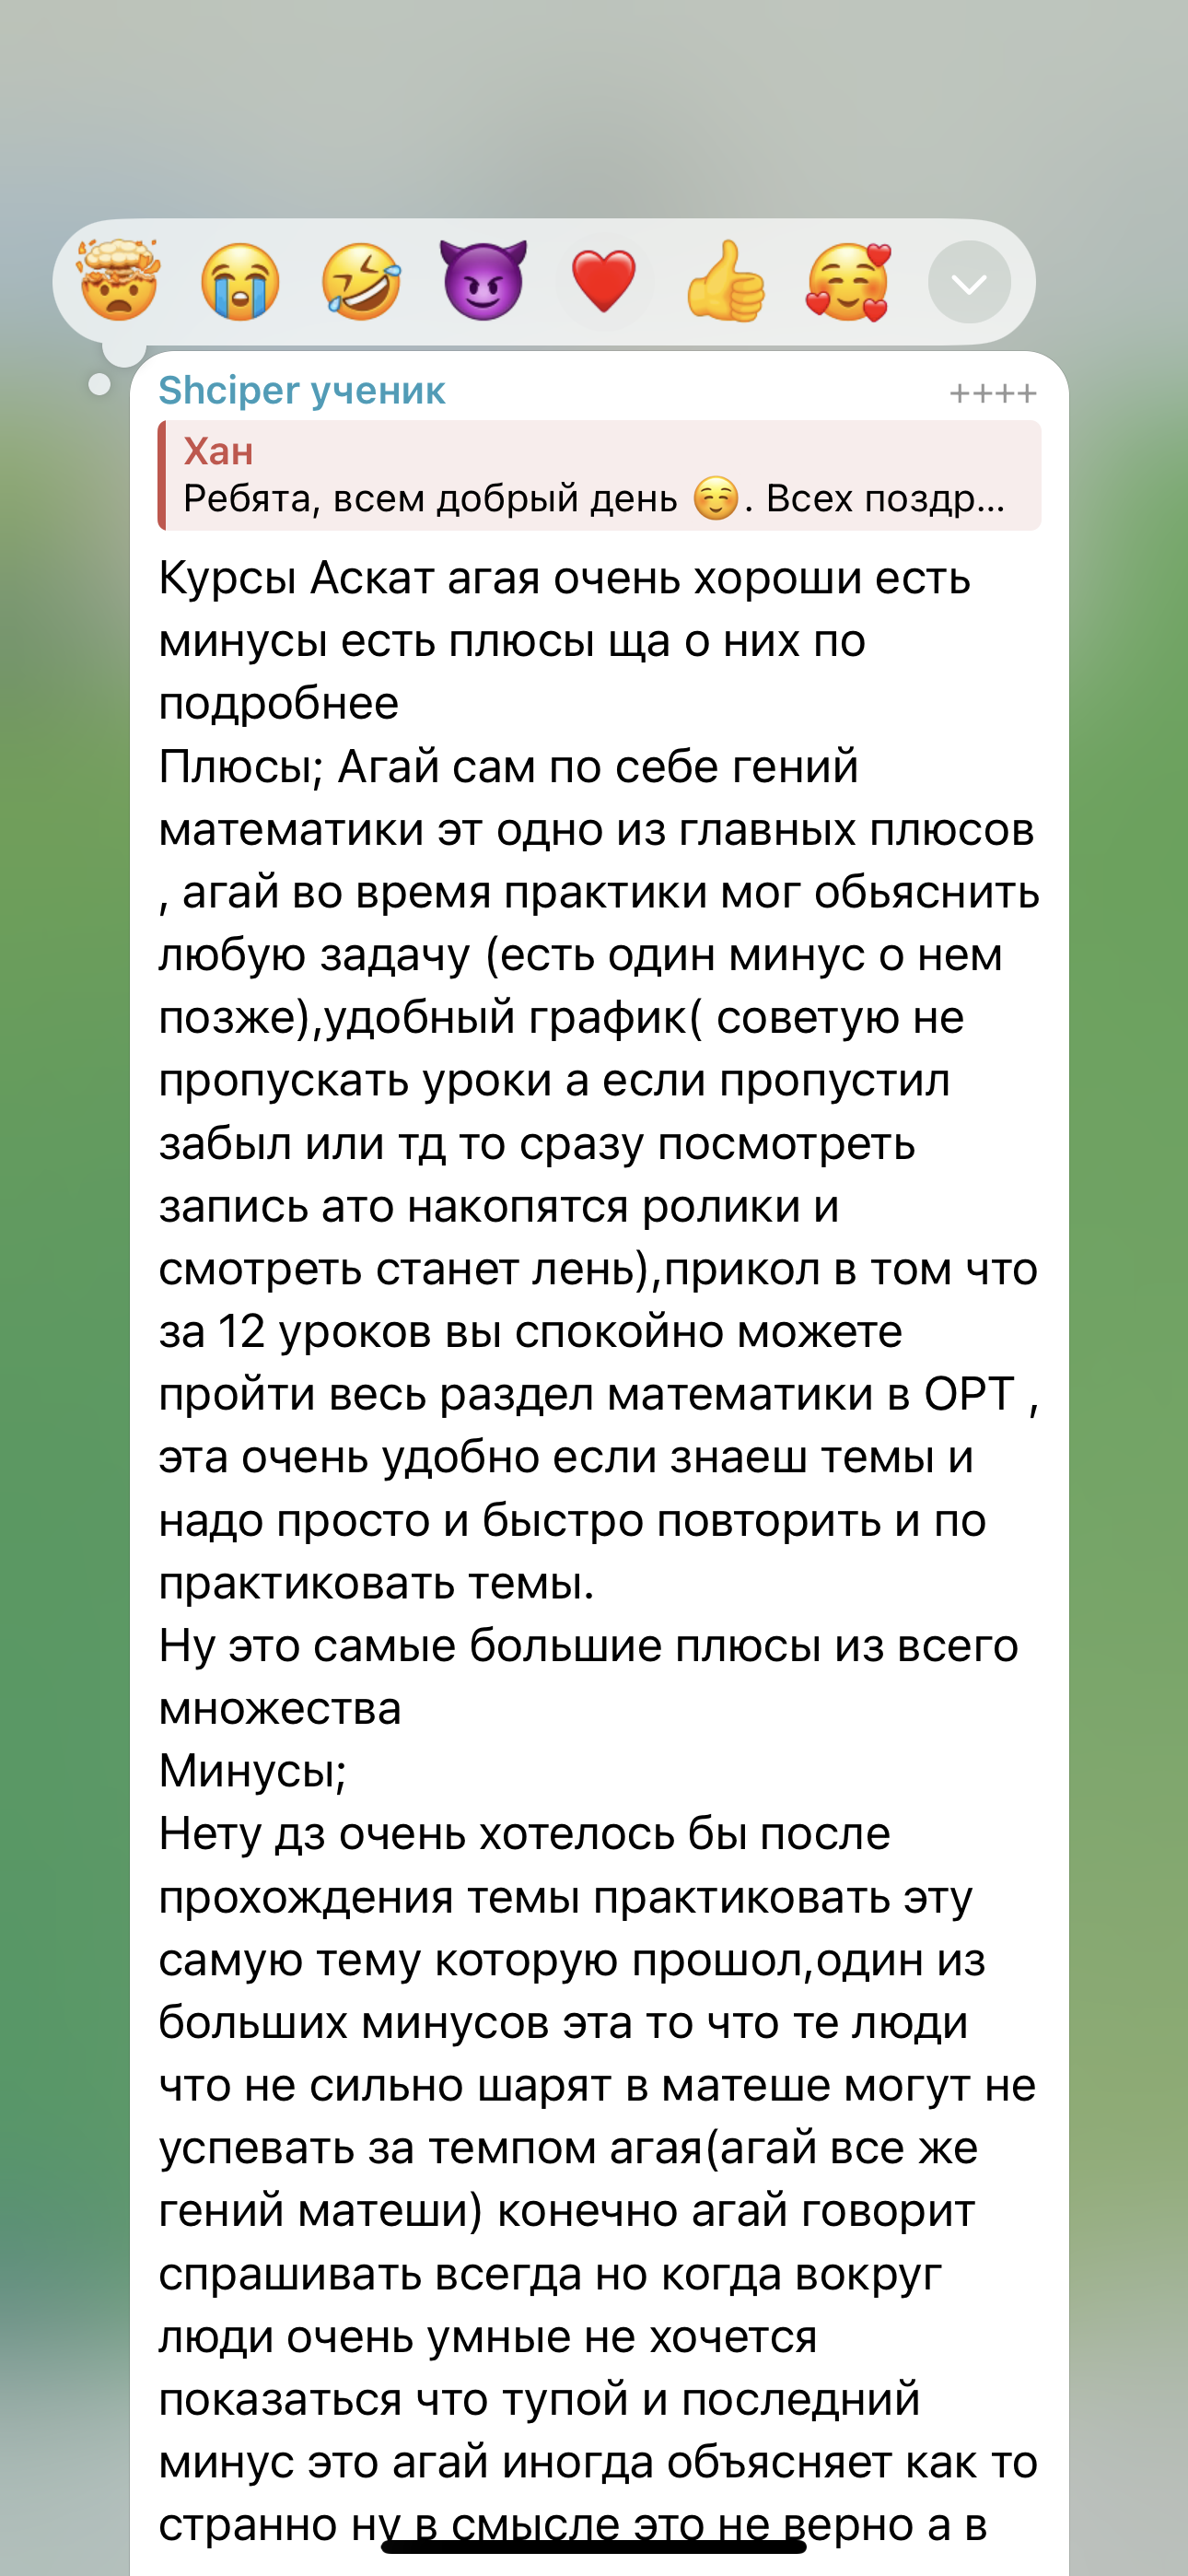 Shciper ученик ++++
Хан
Ребята, всем добрый день ☺️. Всех поздр...
Курсы Аскат агая очень хороши есть
минусы есть плюсы ща о них по
подробнее
Плюсы; Агай сам по себе гений
математики эт одно из главных плюсов
, агай во время практики мог обьяснить
любую задачу (есть один минус о нем
позже),удобный график( советую не
пропускать уроки а если пропустил
забыл или тд то сразу посмотреть
запись ато накопятся ролики и
смотреть станет лень),прикол в том что
за 12 уроков вы спокойно можете
пройти весь раздел математики в ОРТ ,
эта очень удобно если знаеш темы и
надо просто и быстро повторить и по
практиковать темы.
Ну это самые большие плюсы из всего
множества
Минусы;
Нету дз очень хотелось бы после
прохождения темы практиковать эту
самую тему которую прошол,один из
больших минусов эта то что те люди
что не сильно шарят в матеше могут не
успевать за темпом агая(агай все же
гений матеши) конечно агай говорит
спрашивать всегда но когда вокруг
люди очень умные не хочется
показаться что тупой и последний
минус это агай иногда объясняет как то
странно ну в смысле это не верно а в